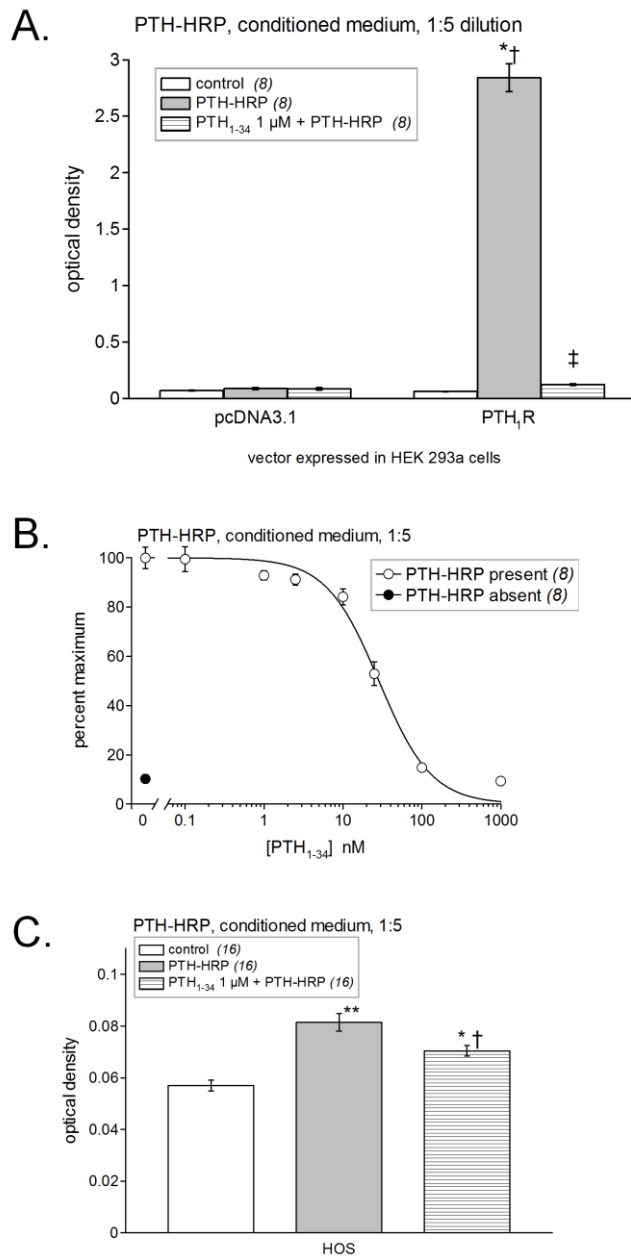 A.
PTH-HRP, conditioned medium, 1:5 dilution
control (8)
PTH-HRP (8)
PTH1-34 1 µM + PTH-HRP (8)
*†
‡
3
2.5
2
1.5
1
0.5
0
optical density
pcDNA3.1
PTH1R
vector expressed in HEK 293a cells
B.
PTH-HRP, conditioned medium, 1:5
PTH-HRP present (8)
PTH-HRP absent (8)
100
80
60
40
20
0
percent maximum
0 0.1 1 10 100 1000
[PTH1-34] nM
C.
PTH-HRP, conditioned medium, 1:5
control (16)
PTH-HRP (16)
PTH1-34 1 µM + PTH-HRP (16)
**
* †
0.1
0.08
0.06
0.04
0.02
0
optical density
HOS